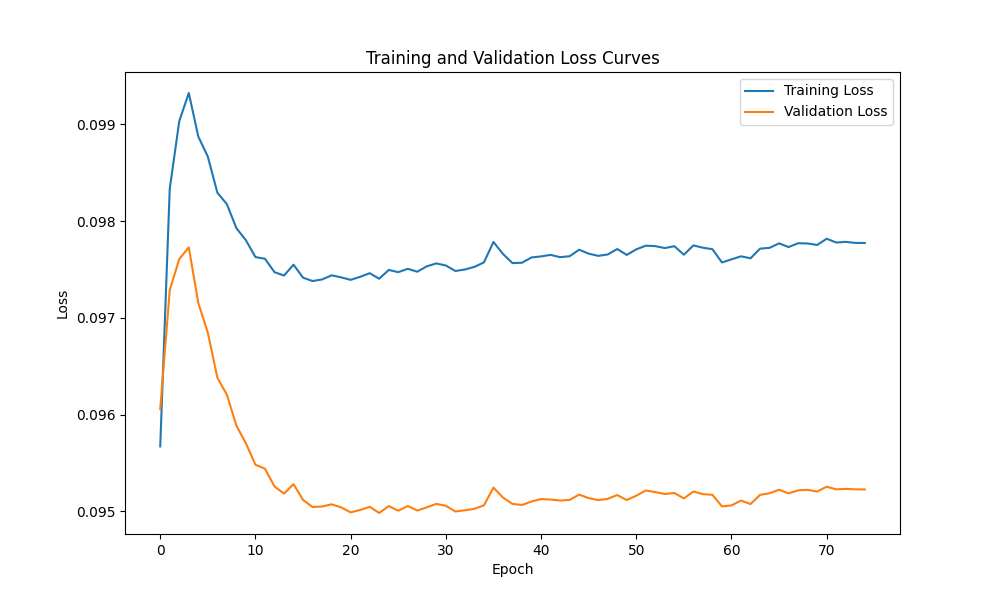 Training and Validation Loss Curves
Training Loss
Validation Loss
0.099
0.098
0.097
0.096
0.095
Loss
0 10 20 30 40 50 60 70
Epoch